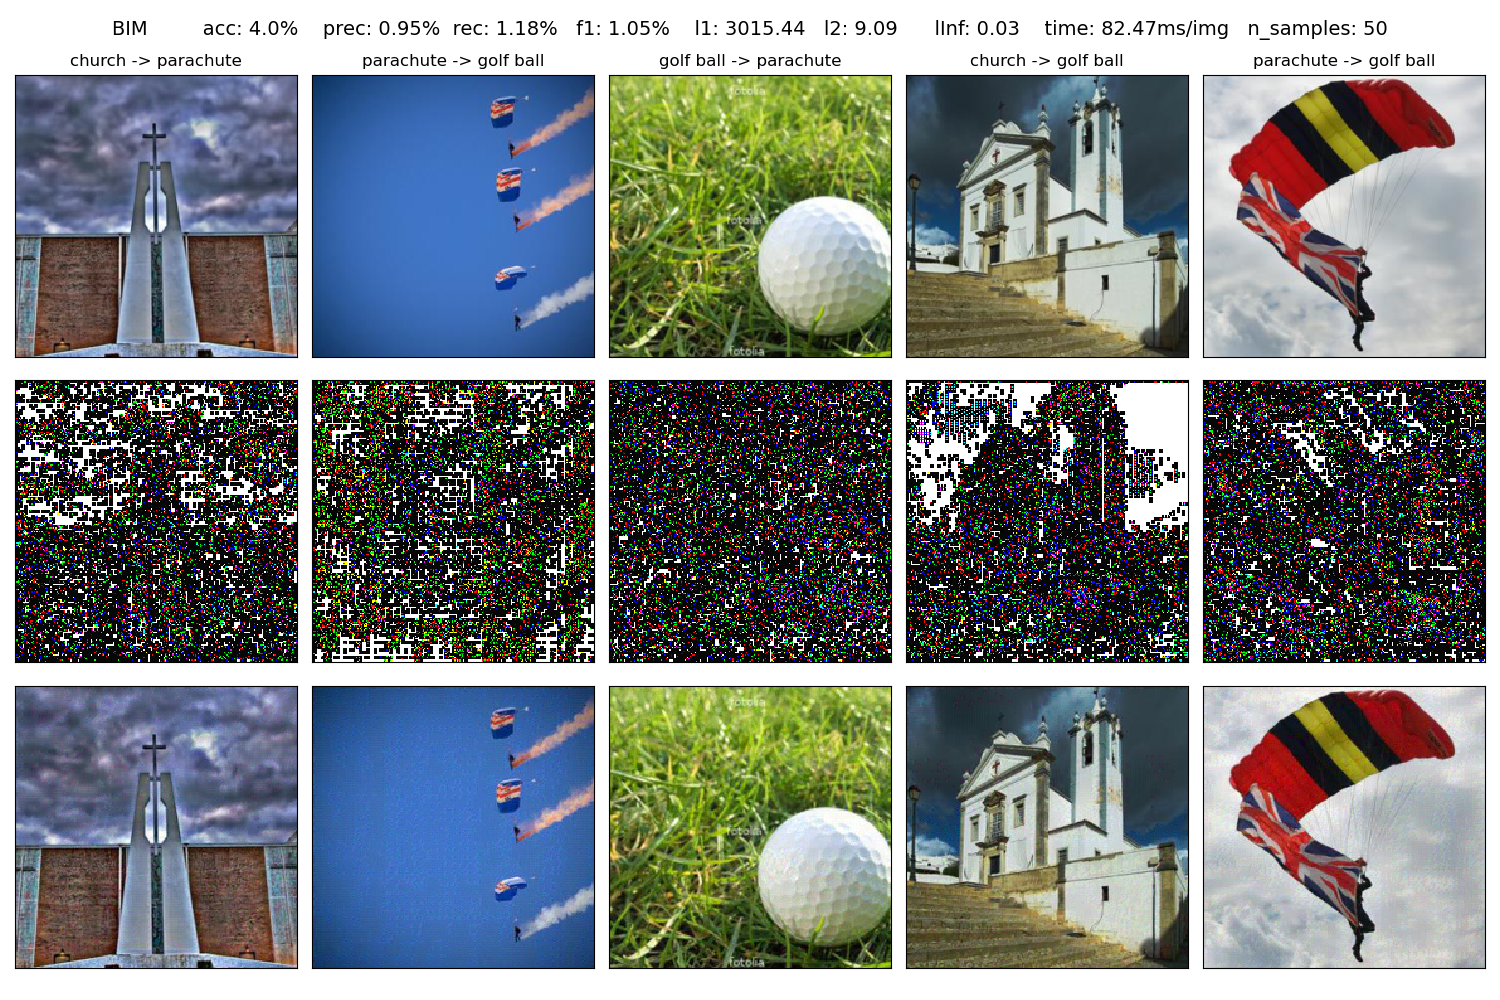 BIM acc: 4.0% prec: 0.95% rec: 1.18% f1: 1.05% l1: 3015.44 l2: 9.09 lInf: 0.03 time: 82.47ms/img n_samples: 50
church -> parachute
parachute -> golf ball
golf ball -> parachute
church -> golf ball
parachute -> golf ball
fotolia
fotolia
fotolia
fotolia
fotolia
fotolia